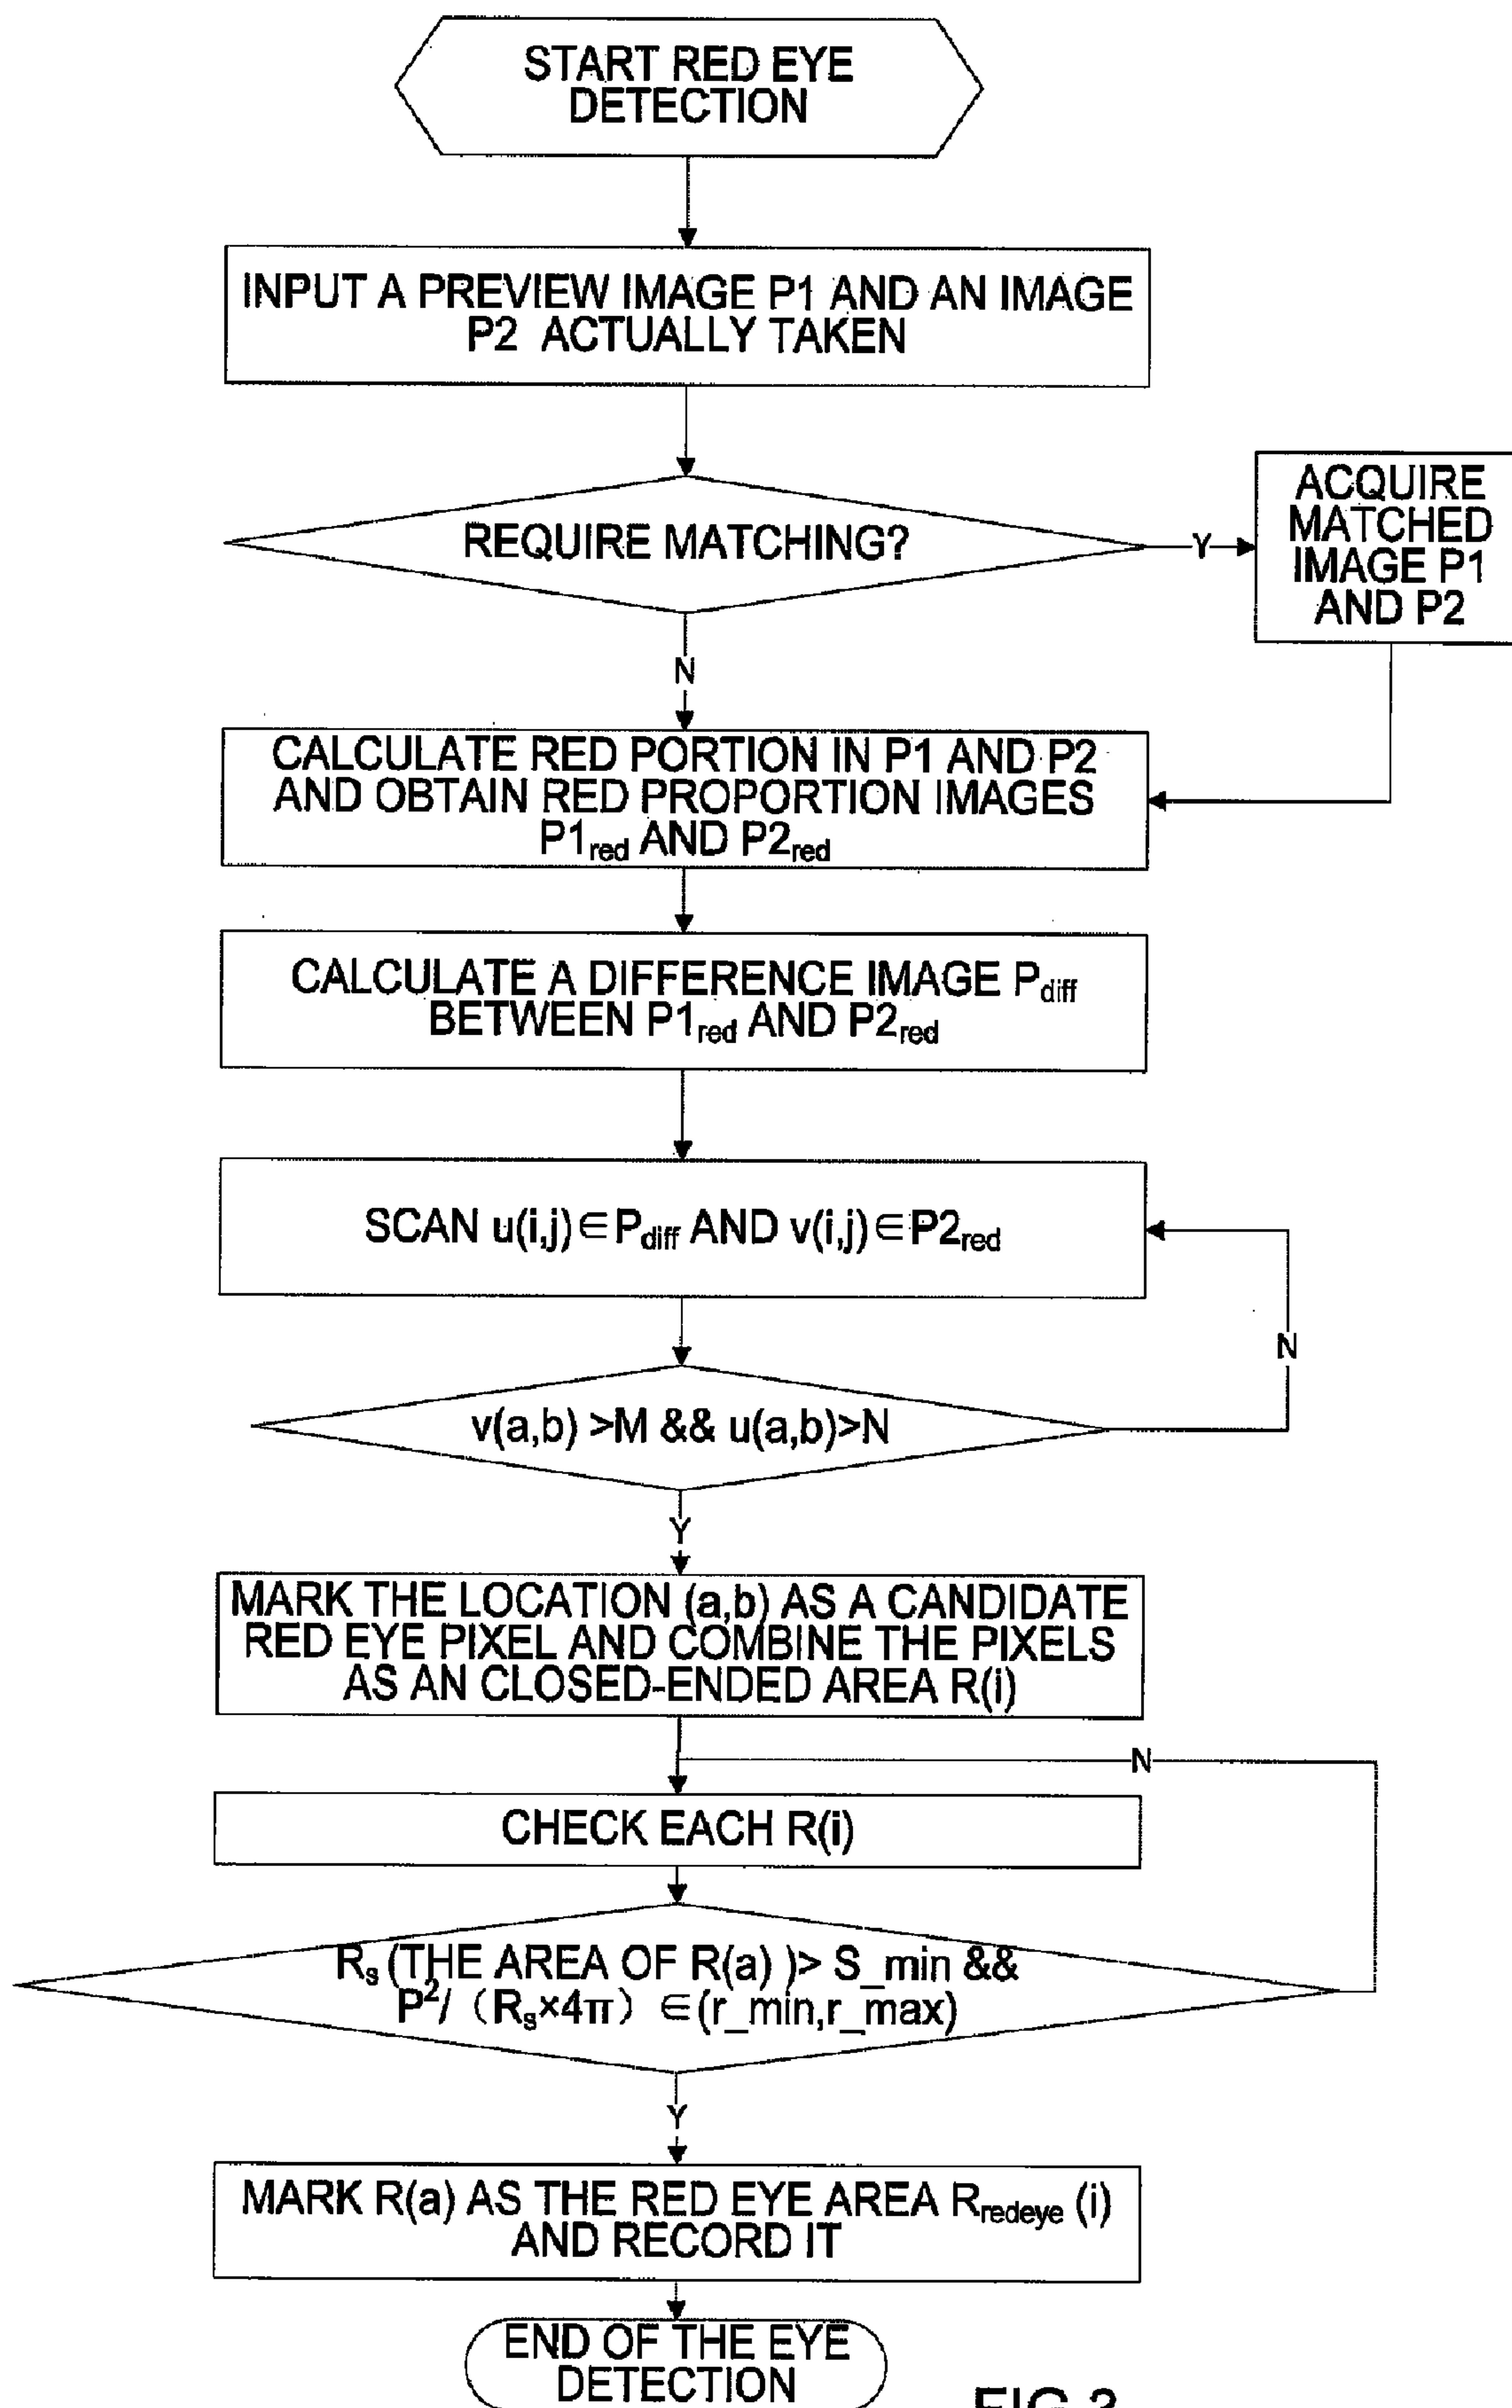 START RED EYE
DETECTION
INPUT A PREVIEW IMAGE P1 AND AN IMAGE
P2 ACTUALLY TAKEN
REQUIRE MATCHING?
Y
ACQUIRE
MATCHED
IMAGE P1
AND P2
N
CALCULATE RED PORTION IN P1 AND P2
AND OBTAIN RED PROPORTION IMAGES
P1red AND P2red
CALCULATE A DIFFERENCE IMAGE Pdiff
BETWEEN P1red AND P2red
SCAN u(i,j)∈Pdiff AND v(i,j)∈P2red
N
v(a,b) >M && u(a,b)>N
Y
MARK THE LOCATION (a,b) AS A CANDIDATE
RED EYE PIXEL AND COMBINE THE PIXELS
AS AN CLOSED-ENDED AREA R(i)
N
CHECK EACH R(i)
Rs (THE AREA OF R(a) )> S_min &&
P²/ (Rs×4π) ∈(r_min,r_max)
Y
MARK R(a) AS THE RED EYE AREA Rredeye (i)
AND RECORD IT
END OF THE EYE
DETECTION